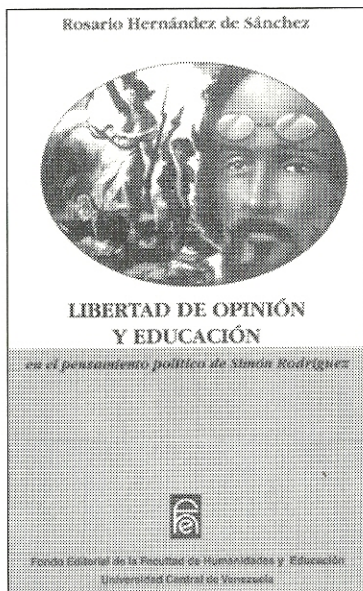 Rosario Hernández de Sánchez
LIBERTAD DE OPINIÓN
Y EDUCACIÓN
en el pensamiento político de Simón Rodríguez
Fondo Editorial de la Facultad de Humanidades y Educación
Universidad Central de Venezuela